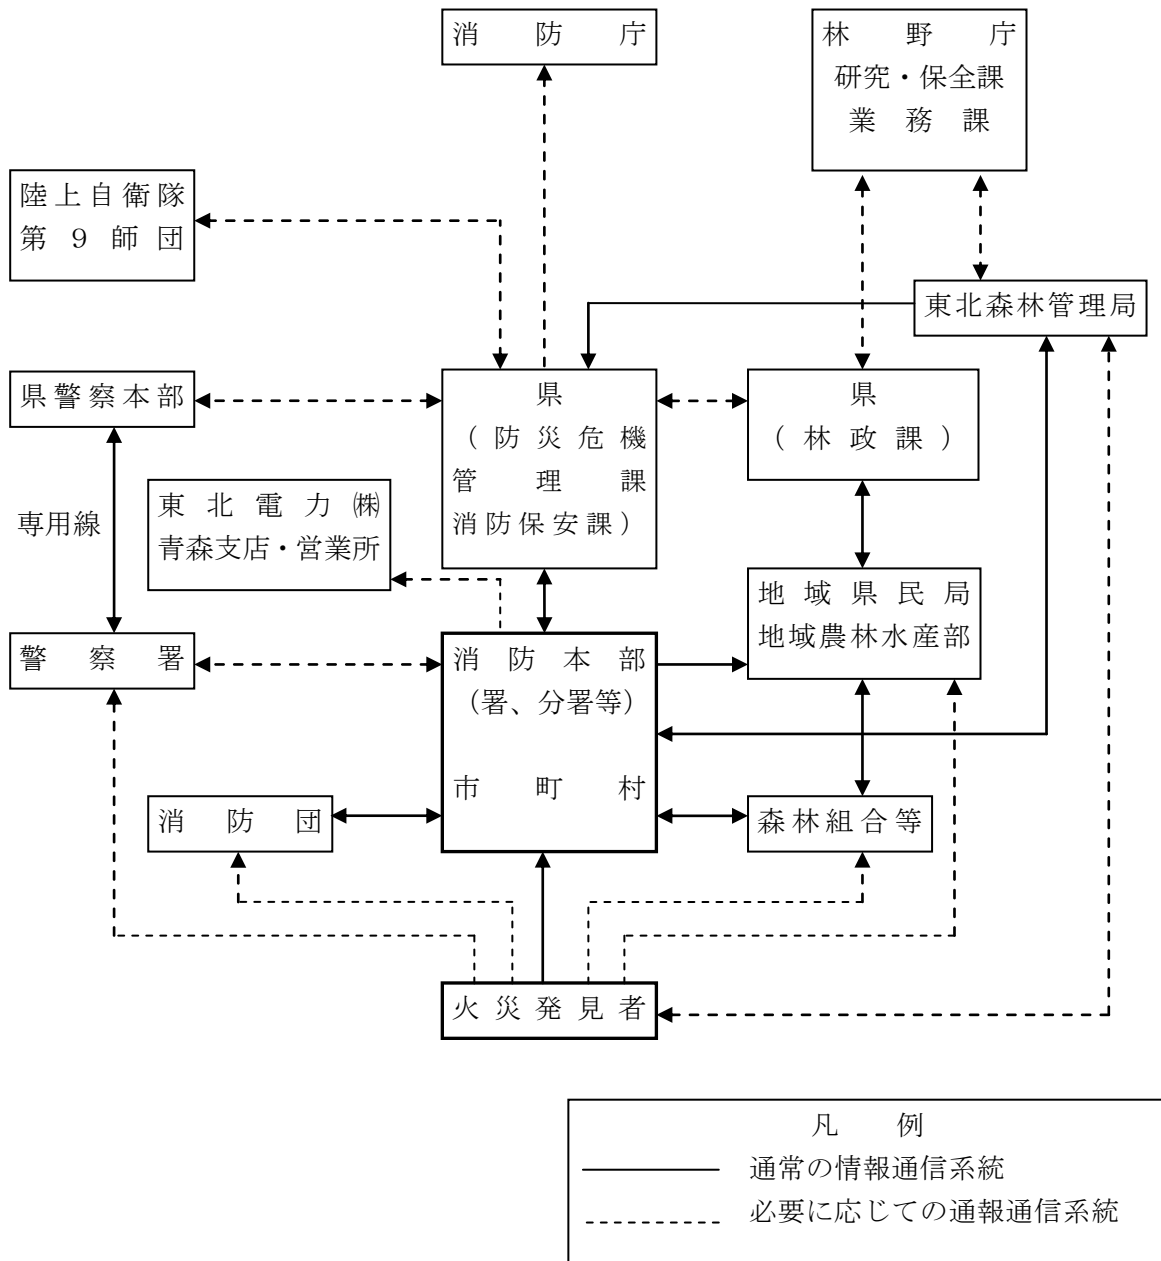 消防庁
林野庁
研究・保全課
業務課
陸上自衛隊
第９師団
東北森林管理局
県警察本部
県
（防災危機
管理課
消防保安課）
県
（林政課）
東北電力㈱
青森支店・営業所
専用線
地域県民局
地域農林水産部
警察署
消防本部
（署、分署等）
市町村
消防団
森林組合等
火災発見者
凡例
通常の情報通信系統
必要に応じての通報通信系統